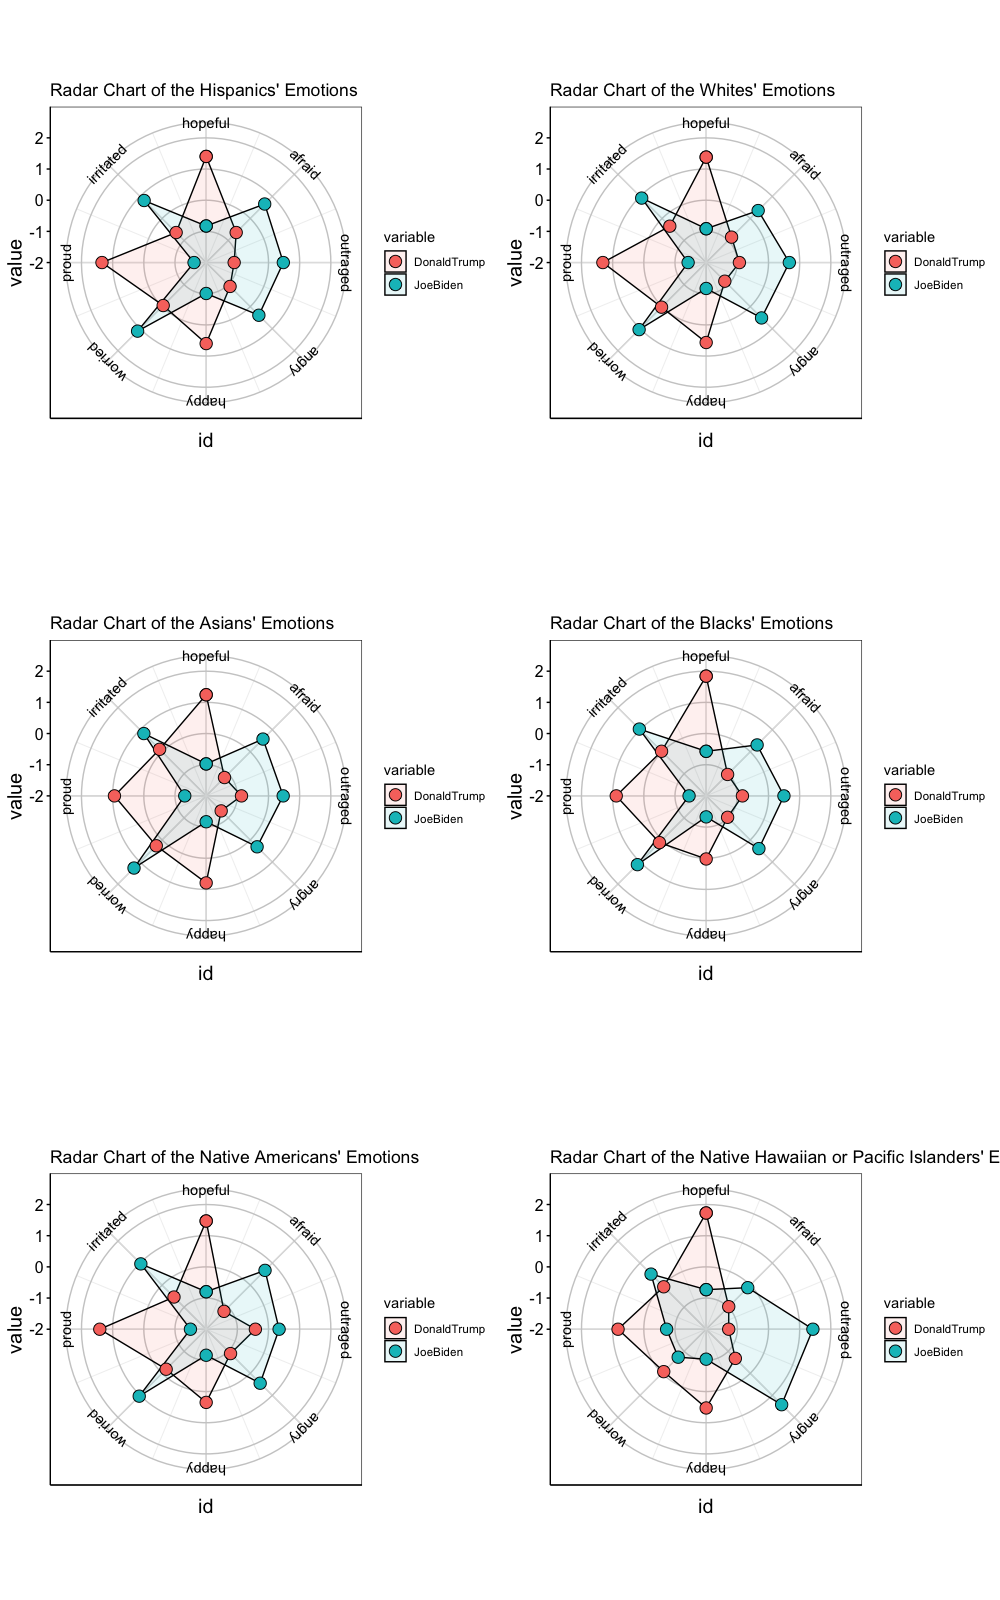 Radar Chart of the Hispanics' Emotions
hopeful
afraid
outraged
angry
happy
worried
proud
irritated
2
1
0
-1
-2
value
id
variable
DonaldTrump
JoeBiden
Radar Chart of the Whites' Emotions
hopeful
afraid
outraged
angry
happy
worried
proud
irritated
2
1
0
-1
-2
value
id
variable
DonaldTrump
JoeBiden
Radar Chart of the Asians' Emotions
hopeful
afraid
outraged
angry
happy
worried
proud
irritated
2
1
0
-1
-2
value
id
variable
DonaldTrump
JoeBiden
Radar Chart of the Blacks' Emotions
hopeful
afraid
outraged
angry
happy
worried
proud
irritated
2
1
0
-1
-2
value
id
variable
DonaldTrump
JoeBiden
Radar Chart of the Native Americans' Emotions
hopeful
afraid
outraged
angry
happy
worried
proud
irritated
2
1
0
-1
-2
value
id
variable
DonaldTrump
JoeBiden
Radar Chart of the Native Hawaiian or Pacific Islanders' E
hopeful
afraid
outraged
angry
happy
worried
proud
irritated
2
1
0
-1
-2
value
id
variable
DonaldTrump
JoeBiden